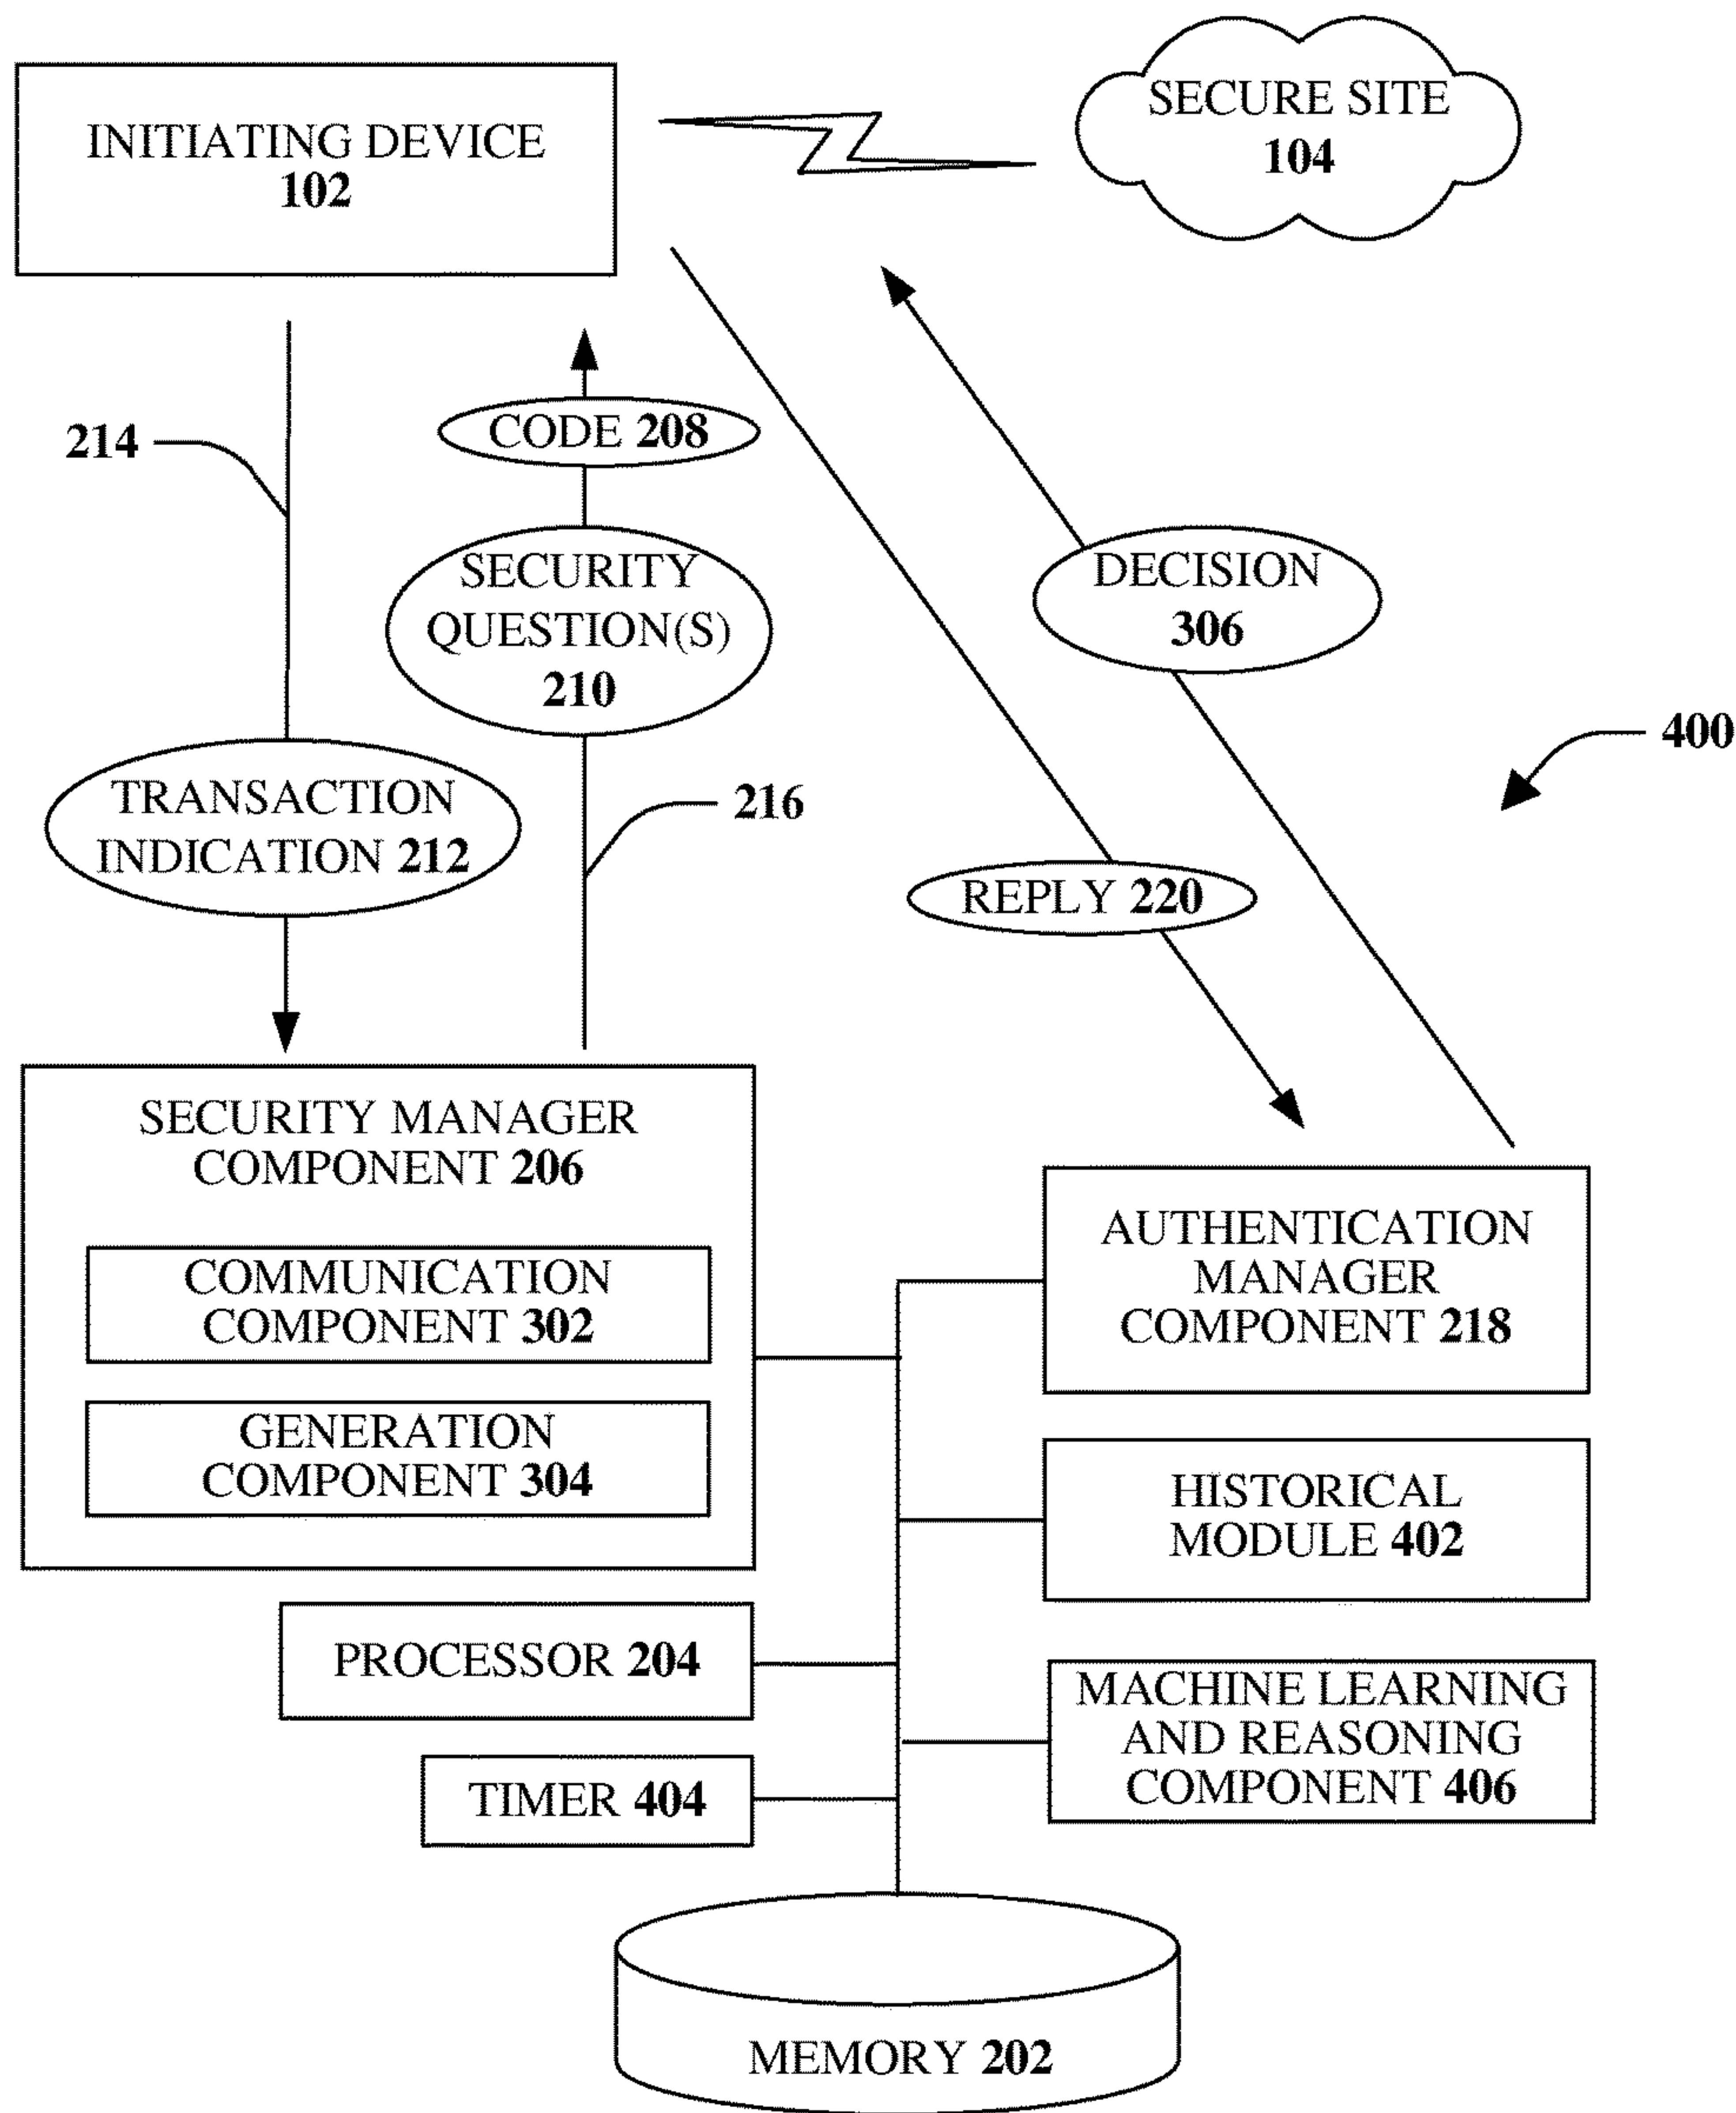 INITIATING DEVICE
102
SECURE SITE
104
214
CODE 208
SECURITY
QUESTION(S)
210
DECISION
306
400
TRANSACTION
INDICATION 212
216
REPLY 220
SECURITY MANAGER
COMPONENT 206
COMMUNICATION
COMPONENT 302
GENERATION
COMPONENT 304
AUTHENTICATION
MANAGER
COMPONENT 218
HISTORICAL
MODULE 402
PROCESSOR 204
MACHINE LEARNING
AND REASONING
COMPONENT 406
TIMER 404
MEMORY 202